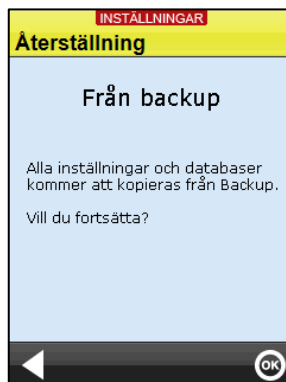 INSTÄLLNINGAR
Återställning
Från backup
Alla inställningar och databaser
kommer att kopieras från Backup.
Vill du fortsätta?
OK